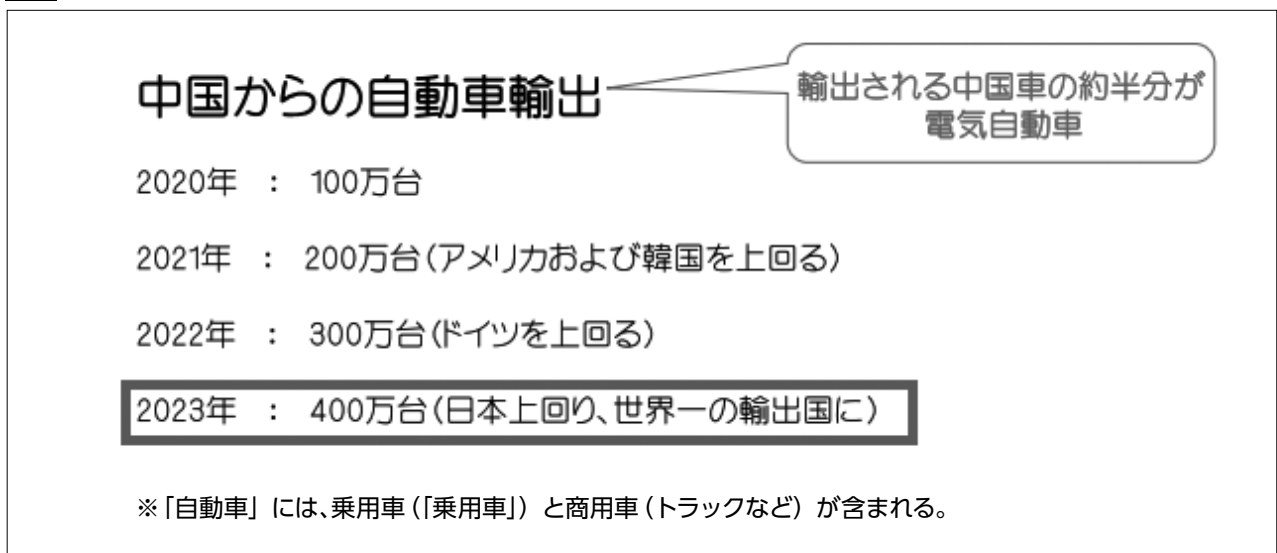 中国からの自動車輸出
輸出される中国車の約半分が
電気自動車
2020年 : 100万台
2021年 : 200万台(アメリカおよび韓国を上回る)
2022年 : 300万台(ドイツを上回る)
2023年 : 400万台(日本上回り、世界一の輸出国に)
※「自動車」には、乗用車(「乗用車」)と商用車(トラックなど)が含まれる。